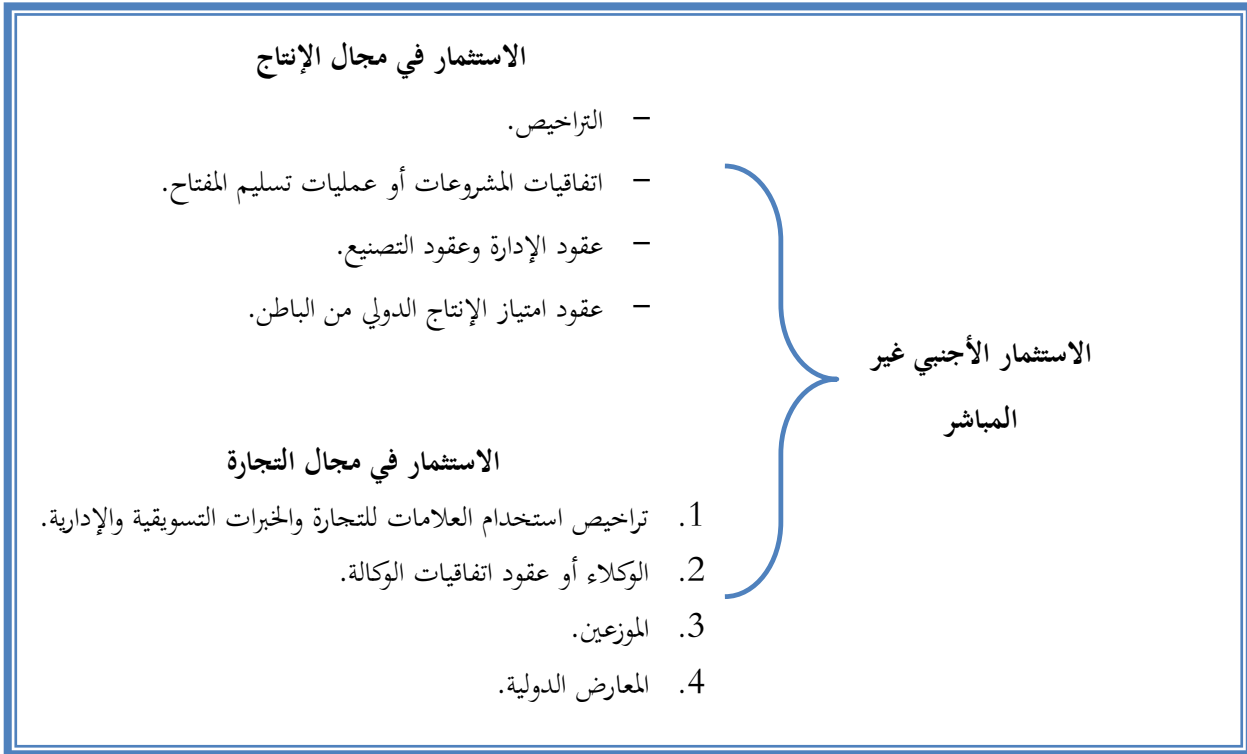 الاستثمار في مجال الإنتاج
– التراخيص.
– اتفاقيات المشروعات أو عمليات تسليم المفتاح.
– عقود الإدارة وعقود التصنيع.
– عقود امتياز الإنتاج الدولي من الباطن.
الاستثمار الأجنبي غير
المباشر
الاستثمار في مجال التجارة
1. تراخيص استخدام العلامات للتجارة والخبرات التسويقية والإدارية.
2. الوكلاء أو عقود اتفاقيات الوكالة.
3. الموزعين.
4. المعارض الدولية.